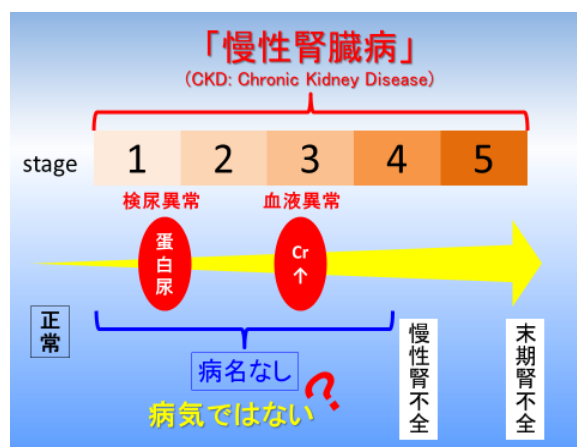 「慢性腎臓病」
(CKD: Chronic Kidney Disease)
stage 1 2 3 4 5
検尿異常 血液異常
蛋白尿
Cr↑
正常
病名なし
病気ではない?
慢性腎不全
末期腎不全